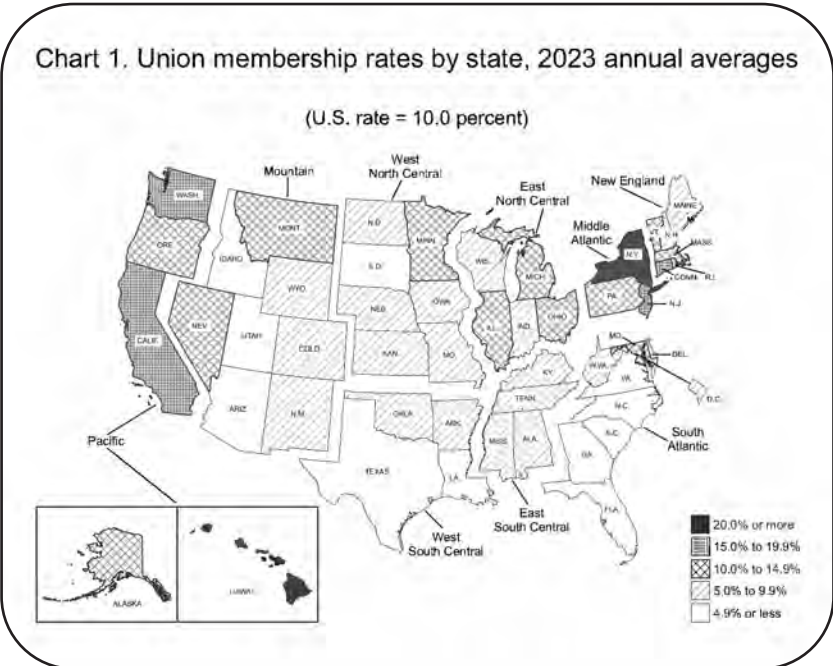 Chart 1. Union membership rates by state, 2023 annual averages
(U.S. rate = 10.0 percent)
West
North Central
Mountain
East
North Central
New England
Middle
Atlantic
WASH.
MONT.
N.D.
MINN.
MAINE
VT.
N.H.
MASS.
ORE.
IDAHO
S.D.
WIS.
MICH.
N.Y.
CONN.
R.I.
WYO.
IOWA
PA.
N.J.
NEV.
NEB.
ILL.
IND.
OHIO
CALIF.
UTAH
COLO.
KAN.
MO.
MD.
DEL.
W.VA.
VA.
KY.
D.C.
ARIZ.
N.M.
OKLA.
ARK.
TENN.
N.C.
S.C.
South
Atlantic
Pacific
TEXAS
LA.
MISS.
ALA.
GA.
FLA.
West
South Central
East
South Central
ALASKA
20.0% or more
15.0% to 19.9%
10.0% to 14.9%
5.0% to 9.9%
4.9% or less